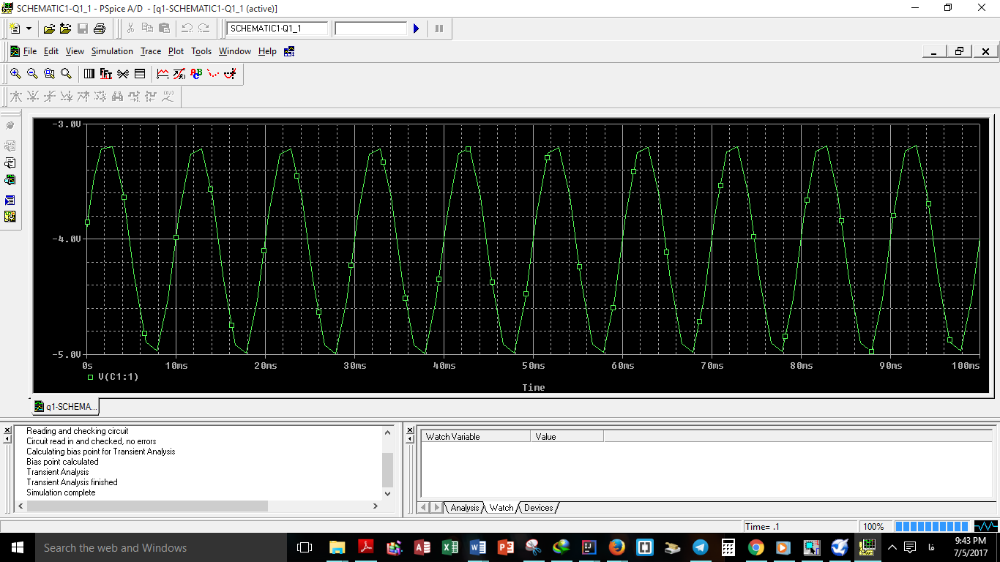 SCHEMATIC1-Q1_1 - PSpice A/D - [q1-SCHEMATIC1-Q1_1 (active)]
SCHEMATIC1-Q1_1
File Edit View Simulation Trace Plot Tools Window Help
-3.0V
-4.0V
-5.0V
0s 10ms 20ms 30ms 40ms 50ms 60ms 70ms 80ms 90ms 100ms
V(C1:1)
Time
q1-SCHEMA...
Reading and checking circuit
Circuit read in and checked, no errors
Calculating bias point for Transient Analysis
Bias point calculated
Transient Analysis
Transient Analysis finished
Simulation complete
Watch Variable Value
Analysis Watch Devices
Time= .1 100%
Search the web and Windows
فا
9:43 PM
7/5/2017